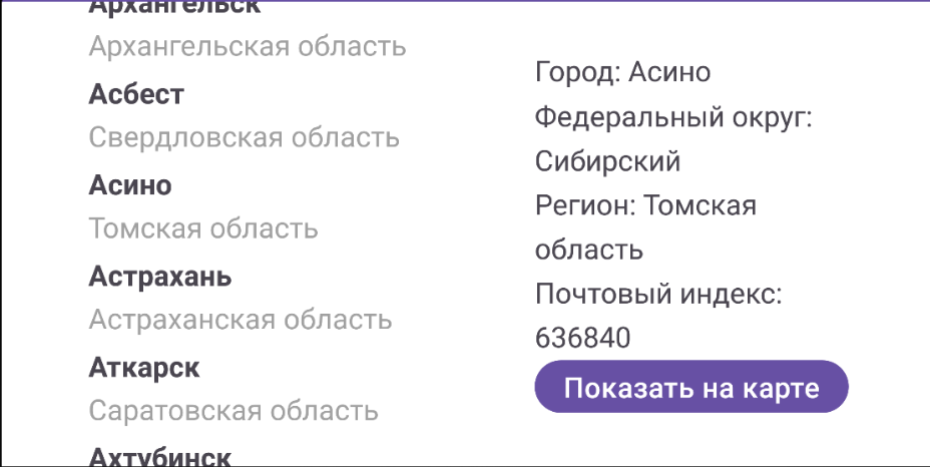 Архангельск
Архангельская область
Асбест
Свердловская область
Асино
Томская область
Астрахань
Астраханская область
Аткарск
Саратовская область
Ахтубинск
Город: Асино
Федеральный округ:
Сибирский
Регион: Томская
область
Почтовый индекс:
636840
Показать на карте